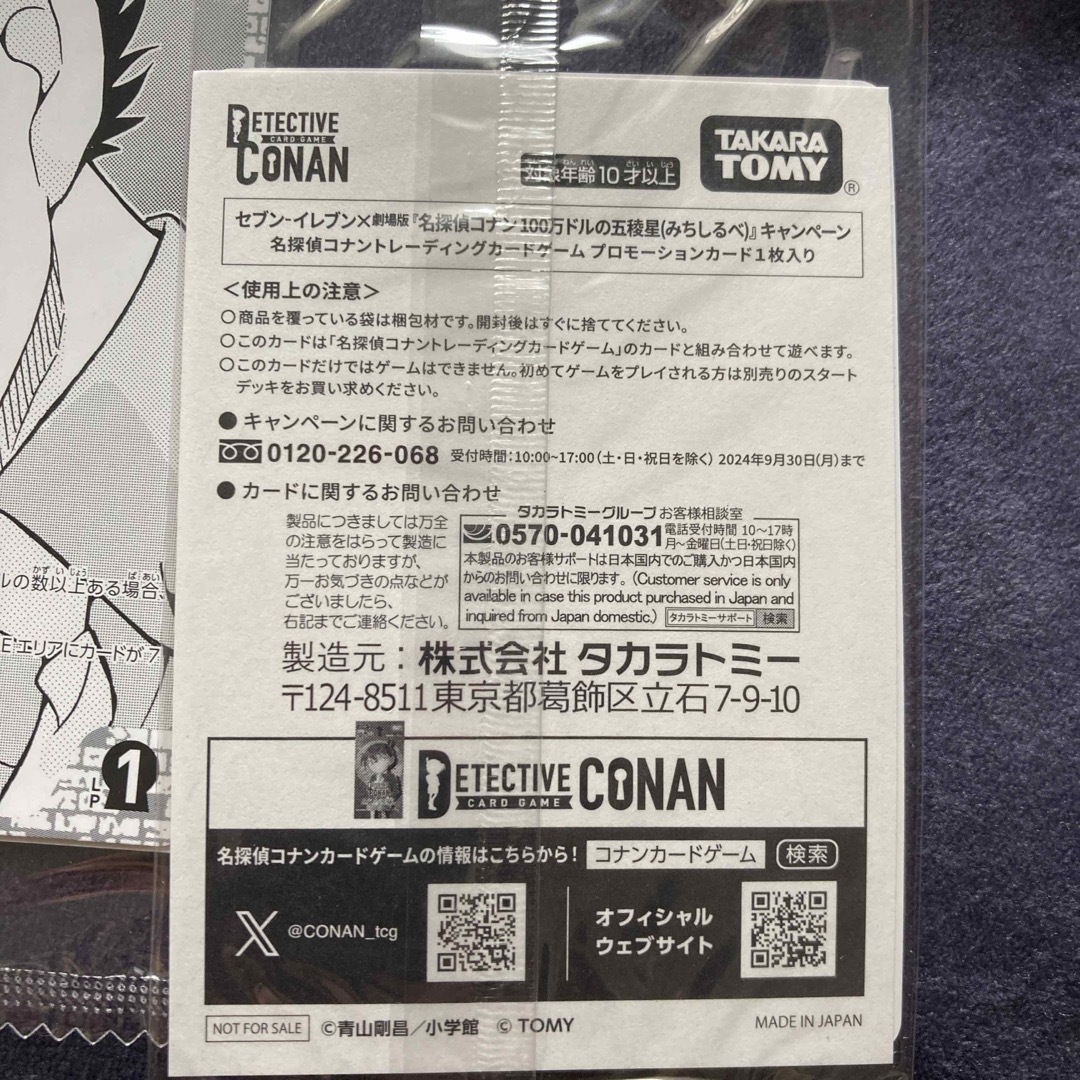 DETECTIVE
CARD GAME
CONAN
対象年齢10才以上
TAKARA
TOMY
®
セブン-イレブン×劇場版『名探偵コナン 100万ドルの五稜星(みちしるべ)』キャンペーン
名探偵コナントレーディングカードゲーム プロモーションカード1枚入り
＜使用上の注意＞
○商品を覆っている袋は梱包材です。開封後はすぐに捨ててください。
○このカードは「名探偵コナントレーディングカードゲーム」のカードと組み合わせて遊べます。
○このカードだけではゲームはできません。初めてゲームをプレイされる方は別売りのスタート
デッキをお買い求めください。
● キャンペーンに関するお問い合わせ
0120-226-068 受付時間：10:00~17:00（土・日・祝日を除く） 2024年9月30日(月)まで
● カードに関するお問い合わせ
製品につきましては万全
の注意をはらって製造に
当たっておりますが、
万一お気づきの点などが
ございましたら、
右記までご連絡ください。
タカラトミーグループ お客様相談室
0570-041031 電話受付時間 10～17時
月～金曜日(土・日・祝日除く)
本製品のお客様サポートは日本国内でのご購入かつ日本国内
からのお問い合わせに限ります。（Customer service is only
available in case this product purchased in Japan and
inquired from Japan domestic.） タカラトミーサポート 検索
製造元：株式会社 タカラトミー
〒124-8511 東京都葛飾区立石7-9-10
DETECTIVE CONAN
CARD GAME
名探偵コナンカードゲームの情報はこちらから！ コナンカードゲーム 検索
X @CONAN_tcg
オフィシャル
ウェブサイト
NOT FOR SALE ©青山剛昌／小学館 © TOMY MADE IN JAPAN
ルの数以上ある場合、
Eエリアにカードが7
LP 1